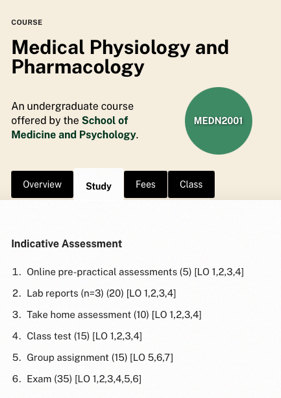 COURSE
Medical Physiology and
Pharmacology
An undergraduate course
offered by the School of
Medicine and Psychology.
MEDN2001
Overview
Study
Fees
Class
Indicative Assessment
1. Online pre-practical assessments (5) [LO 1,2,3,4]
2. Lab reports (n=3) (20) [LO 1,2,3,4]
3. Take home assessment (10) [LO 1,2,3,4]
4. Class test (15) [LO 1,2,3,4]
5. Group assignment (15) [LO 5,6,7]
6. Exam (35) [LO 1,2,3,4,5,6]